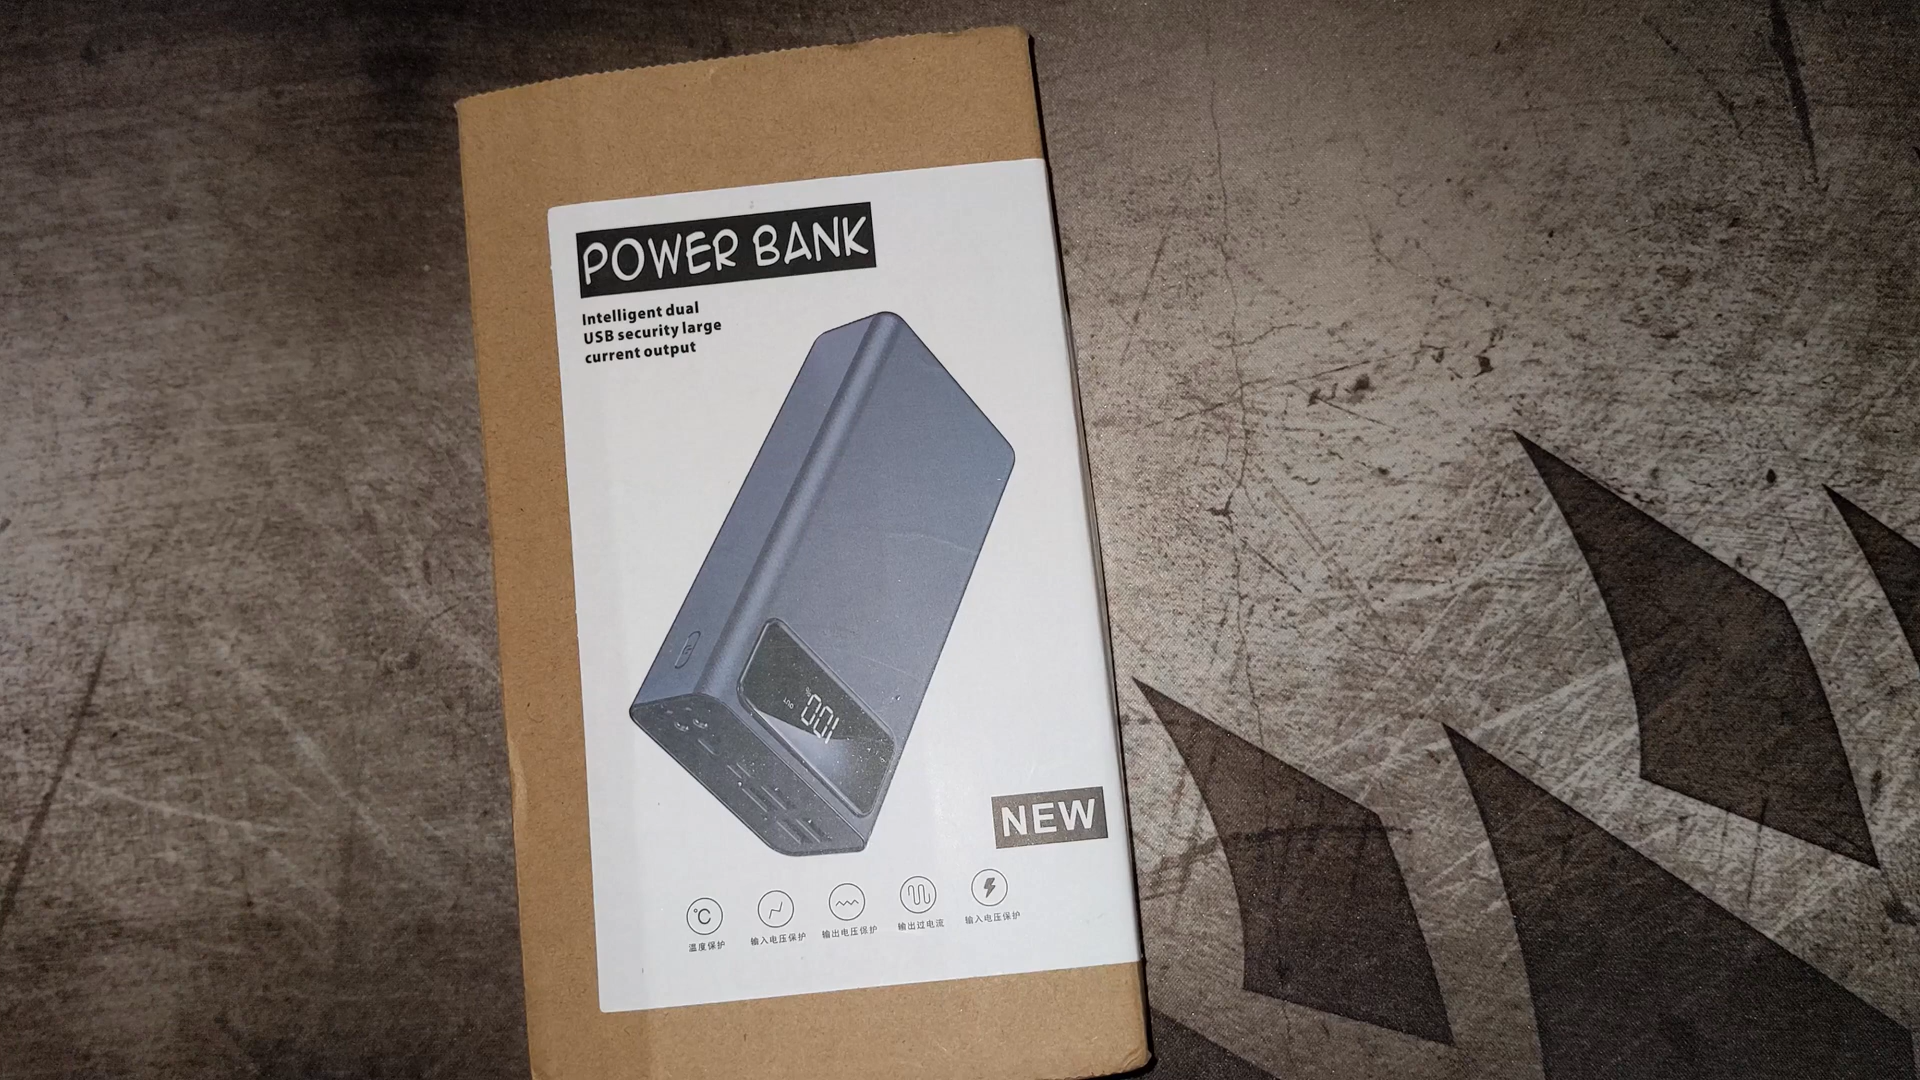 POWER BANK
Intelligent dual
USB security large
current output
100
%
OUT
NEW
℃
温度保护 输入电压保护 输出电压保护 输出过电流 输入电压保护